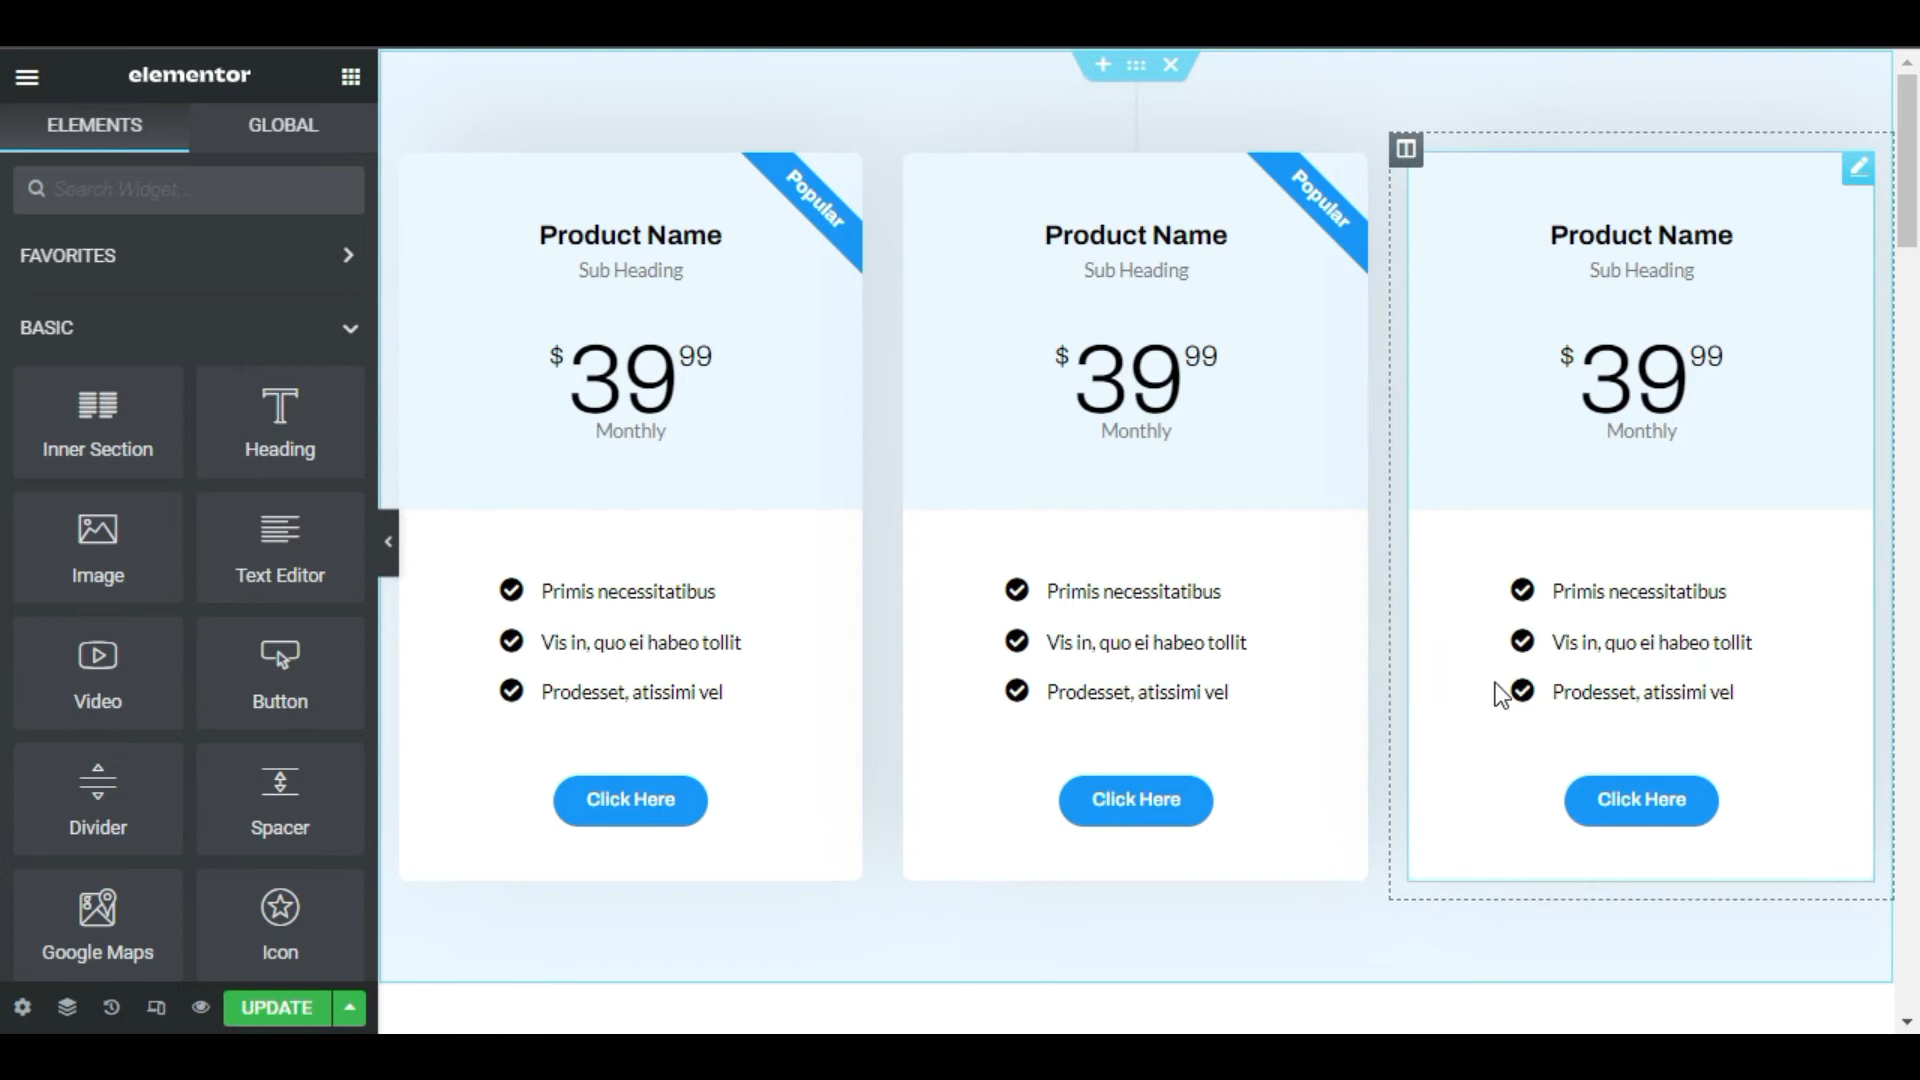 elementor
ELEMENTS GLOBAL
Search Widget...
FAVORITES
BASIC
Inner Section Heading
Image Text Editor
Video Button
Divider Spacer
Google Maps Icon
UPDATE
Popular
Product Name
Sub Heading
$ 39 99
Monthly
Primis necessitatibus
Vis in, quo ei habeo tollit
Prodesset, atissimi vel
Click Here
Popular
Product Name
Sub Heading
$ 39 99
Monthly
Primis necessitatibus
Vis in, quo ei habeo tollit
Prodesset, atissimi vel
Click Here
Product Name
Sub Heading
$ 39 99
Monthly
Primis necessitatibus
Vis in, quo ei habeo tollit
Prodesset, atissimi vel
Click Here